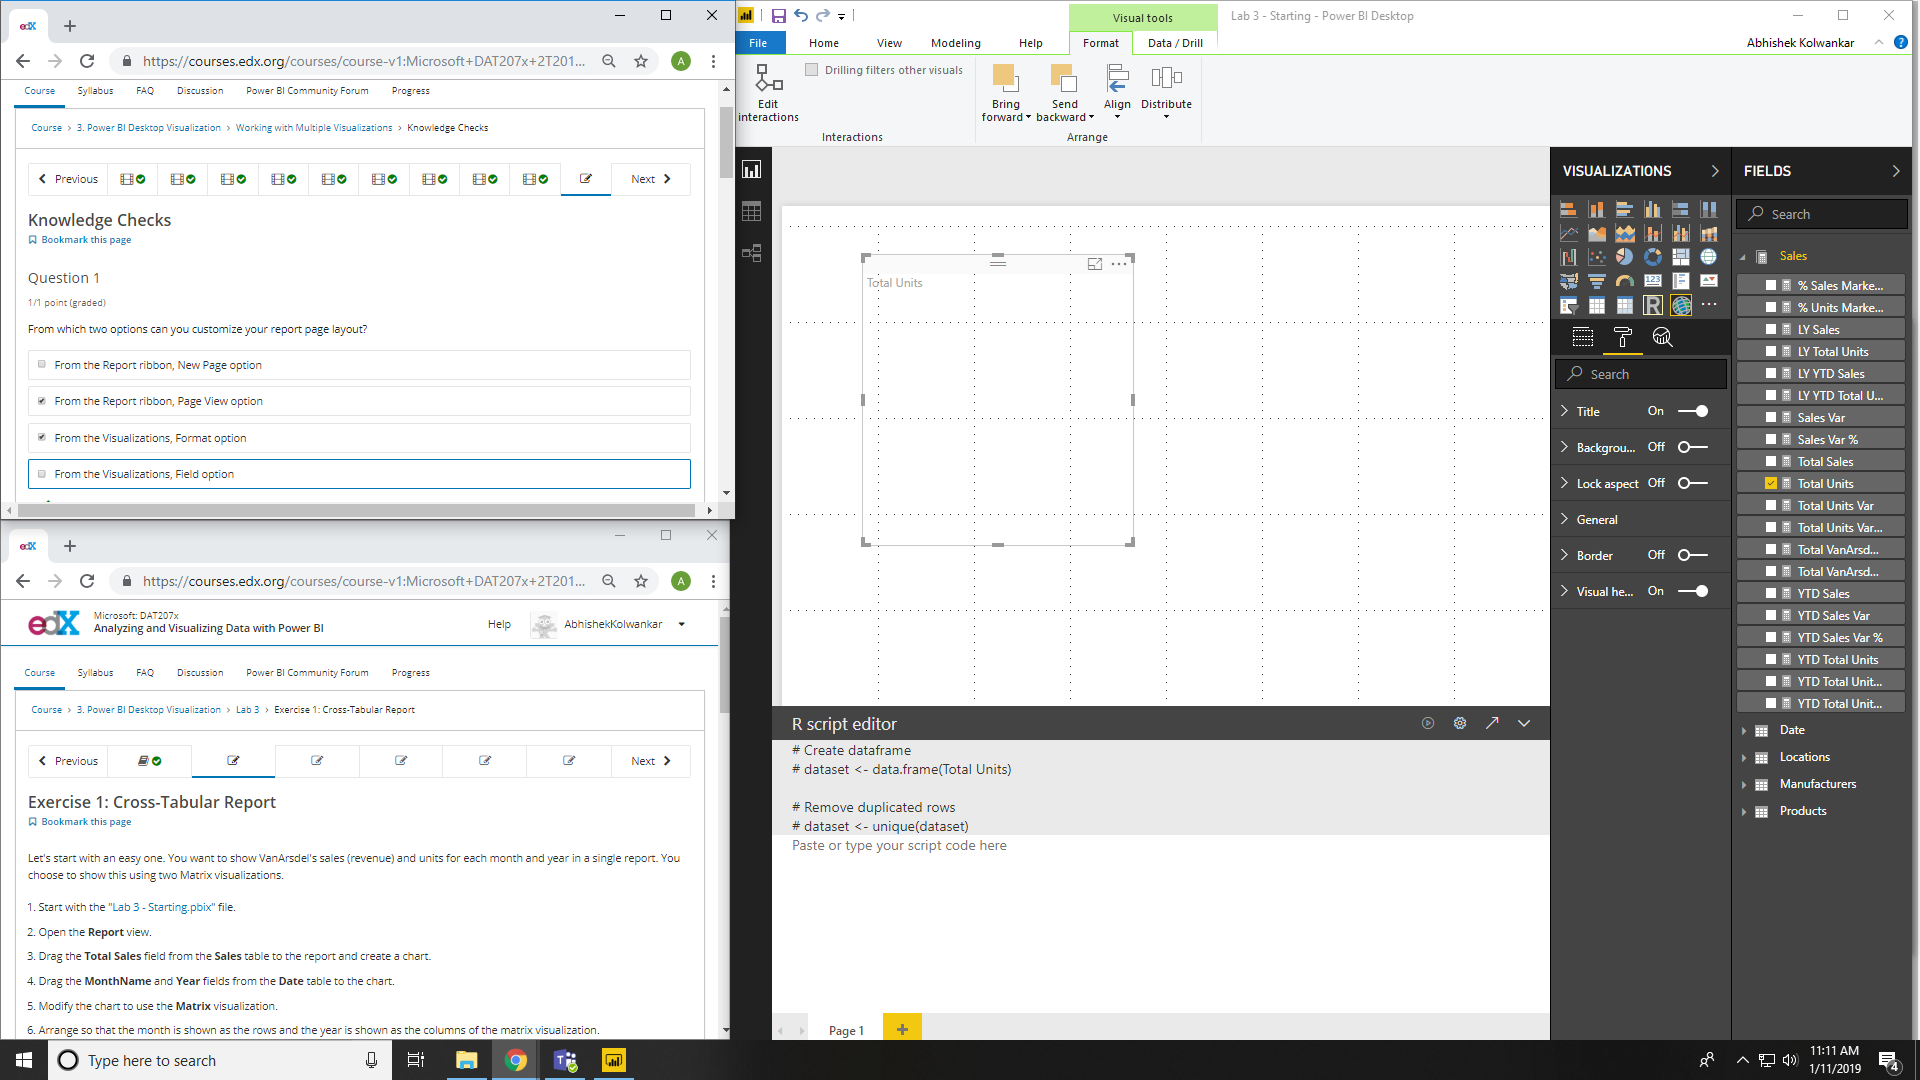 edX
https://courses.edx.org/courses/course-v1:Microsoft+DAT207x+2T201...
A
Course Syllabus FAQ Discussion Power BI Community Forum Progress
Course > 3. Power BI Desktop Visualization > Working with Multiple Visualizations > Knowledge Checks
Previous Next
Knowledge Checks
Bookmark this page
Question 1
1/1 point (graded)
From which two options can you customize your report page layout?
From the Report ribbon, New Page option
From the Report ribbon, Page View option
From the Visualizations, Format option
From the Visualizations, Field option
edX
https://courses.edx.org/courses/course-v1:Microsoft+DAT207x+2T201...
A
edX
Microsoft: DAT207x
Analyzing and Visualizing Data with Power BI
Help AbhishekKolwankar
Course Syllabus FAQ Discussion Power BI Community Forum Progress
Course > 3. Power BI Desktop Visualization > Lab 3 > Exercise 1: Cross-Tabular Report
Previous Next
Exercise 1: Cross-Tabular Report
Bookmark this page
Let's start with an easy one. You want to show VanArsdel's sales (revenue) and units for each month and year in a single report. You
choose to show this using two Matrix visualizations.
1. Start with the "Lab 3 - Starting.pbix" file.
2. Open the Report view.
3. Drag the Total Sales field from the Sales table to the report and create a chart.
4. Drag the MonthName and Year fields from the Date table to the chart.
5. Modify the chart to use the Matrix visualization.
6. Arrange so that the month is shown as the rows and the year is shown as the columns of the matrix visualization.
Visual tools
Lab 3 - Starting - Power BI Desktop
File Home View Modeling Help Format Data / Drill
Abhishek Kolwankar
?
Edit
interactions
Drilling filters other visuals
Interactions
Bring
forward
Send
backward
Align
Distribute
Arrange
Total Units
R script editor
# Create dataframe
# dataset <- data.frame(Total Units)
# Remove duplicated rows
# dataset <- unique(dataset)
Paste or type your script code here
Page 1
+
VISUALIZATIONS
123
R
Search
Title On
Backgrou... Off
Lock aspect Off
General
Border Off
Visual he... On
FIELDS
Search
Sales
% Sales Marke...
% Units Marke...
LY Sales
LY Total Units
LY YTD Sales
LY YTD Total U...
Sales Var
Sales Var %
Total Sales
Total Units
Total Units Var
Total Units Var...
Total VanArsd...
Total VanArsd...
YTD Sales
YTD Sales Var
YTD Sales Var %
YTD Total Units
YTD Total Unit...
YTD Total Unit...
Date
Locations
Manufacturers
Products
Type here to search
11:11 AM
1/11/2019
4